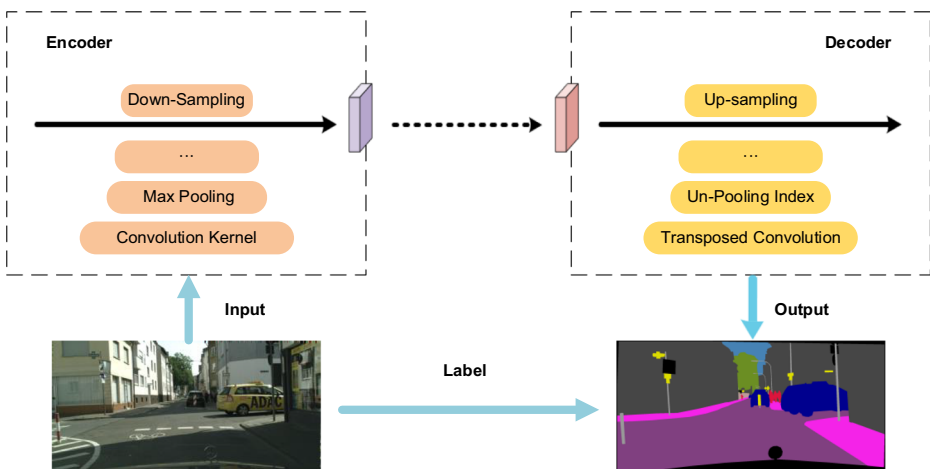 Encoder
Decoder
Down-Sampling
Up-sampling
...
...
Max Pooling
Un-Pooling Index
Convolution Kernel
Transposed Convolution
Input
Output
Label
ADAC